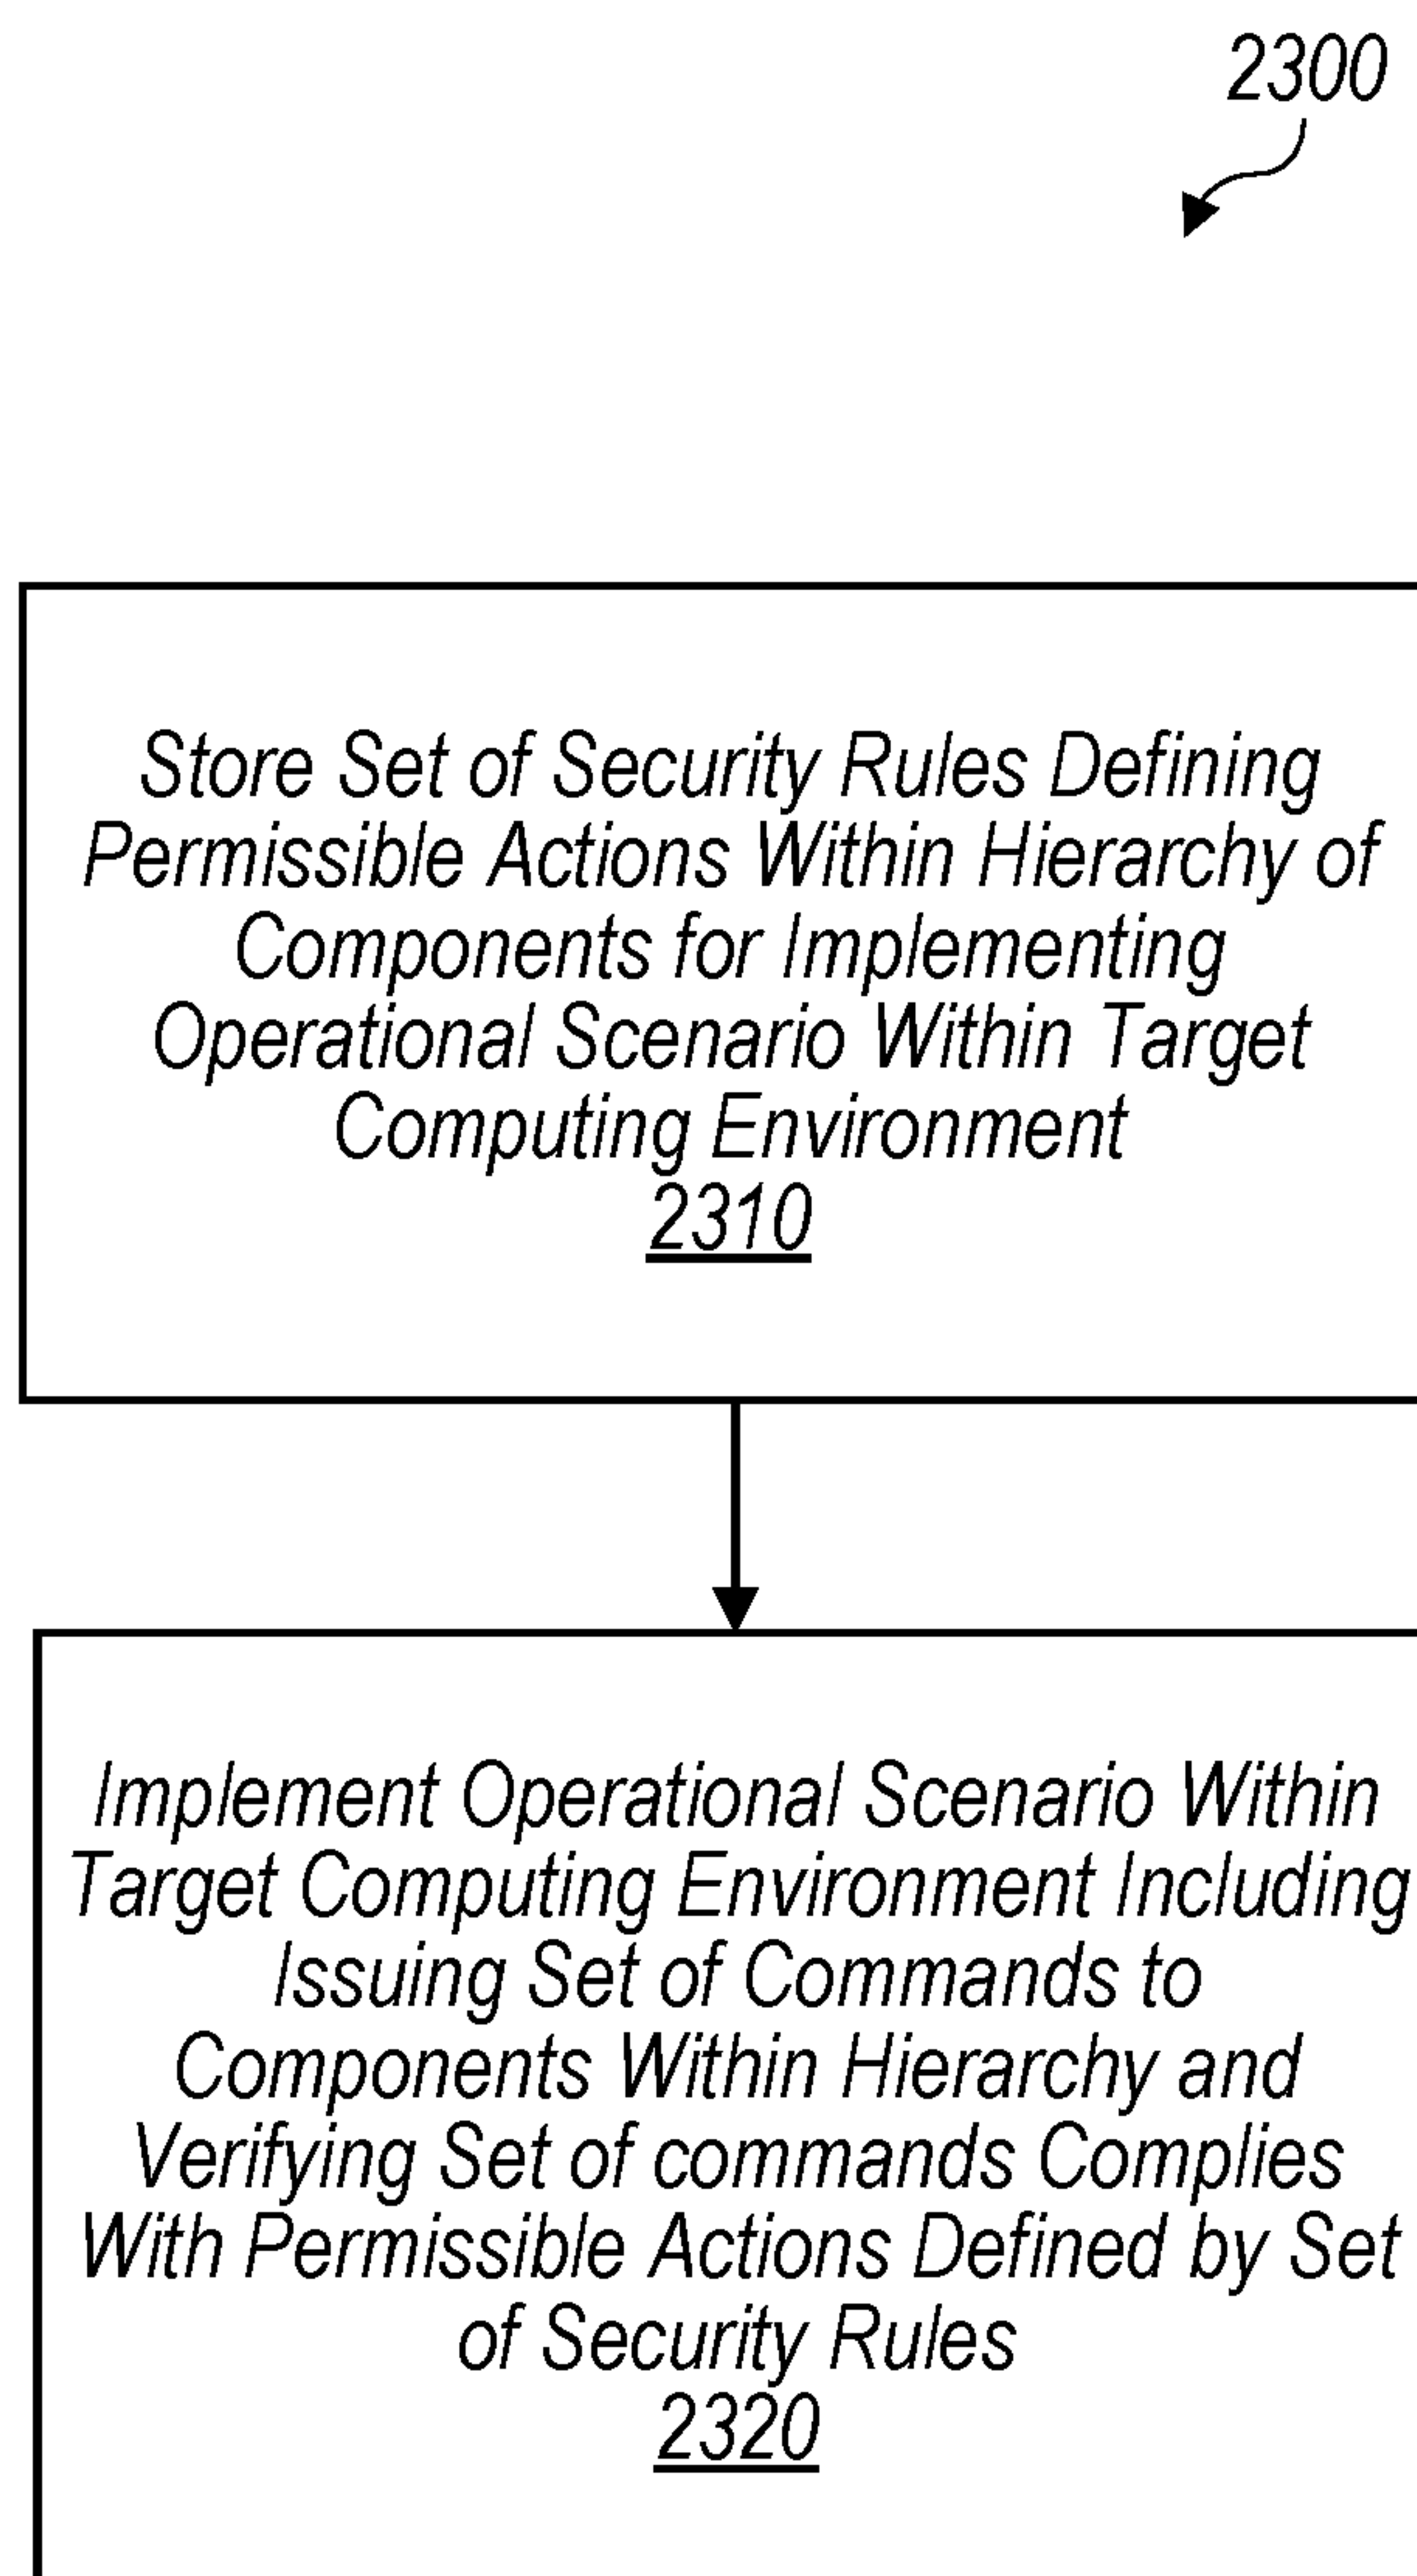 2300
Store Set of Security Rules Defining
Permissible Actions Within Hierarchy of
Components for Implementing
Operational Scenario Within Target
Computing Environment
2310
Implement Operational Scenario Within
Target Computing Environment Including
Issuing Set of Commands to
Components Within Hierarchy and
Verifying Set of commands Complies
With Permissible Actions Defined by Set
of Security Rules
2320